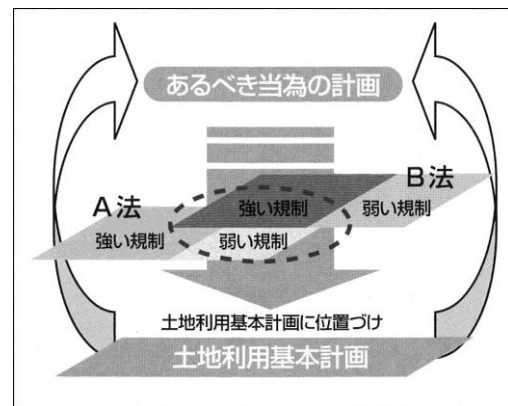 あるべき当為の計画
B法
A法
強い規制
弱い規制
強い規制
弱い規制
土地利用基本計画に位置づけ
土地利用基本計画